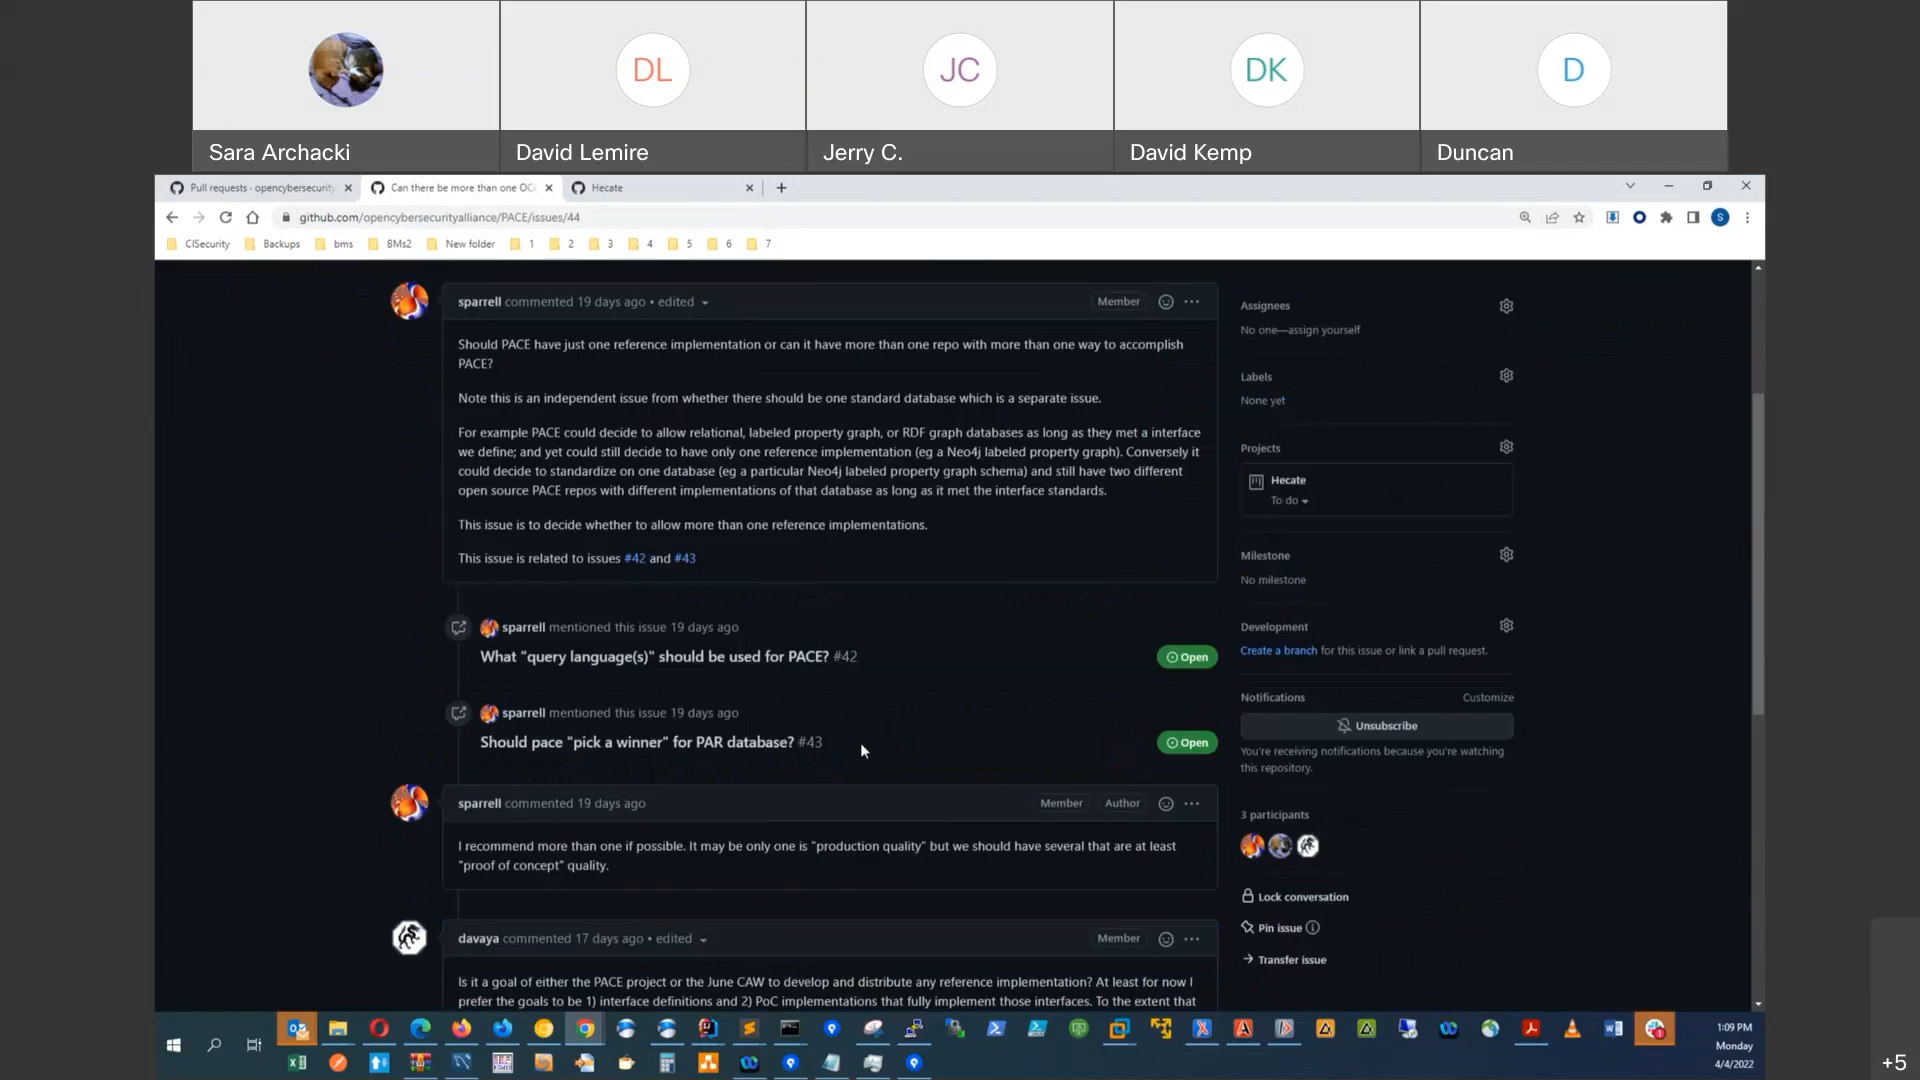 DL
JC
DK
D
Sara Archacki
David Lemire
Jerry C.
David Kemp
Duncan
Pull requests - opencybersecurity
Can there be more than one OCA
Hecate
github.com/opencybersecurityalliance/PACE/issues/44
S
CISecurity
Backups
bms
BMs2
New folder
1
2
3
4
5
6
7
sparrell commented 19 days ago • edited
Member
Should PACE have just one reference implementation or can it have more than one repo with more than one way to accomplish
PACE?
Note this is an independent issue from whether there should be one standard database which is a separate issue.
For example PACE could decide to allow relational, labeled property graph, or RDF graph databases as long as they met a interface
we define; and yet could still decide to have only one reference implementation (eg a Neo4j labeled property graph). Conversely it
could decide to standardize on one database (eg a particular Neo4j labeled property graph schema) and still have two different
open source PACE repos with different implementations of that database as long as it met the interface standards.
This issue is to decide whether to allow more than one reference implementations.
This issue is related to issues #42 and #43
sparrell mentioned this issue 19 days ago
What "query language(s)" should be used for PACE? #42
Open
sparrell mentioned this issue 19 days ago
Should pace "pick a winner" for PAR database? #43
Open
sparrell commented 19 days ago
Member
Author
I recommend more than one if possible. It may be only one is "production quality" but we should have several that are at least
"proof of concept" quality.
davaya commented 17 days ago • edited
Member
Is it a goal of either the PACE project or the June CAW to develop and distribute any reference implementation? At least for now I
prefer the goals to be 1) interface definitions and 2) PoC implementations that fully implement those interfaces. To the extent that
Assignees
No one—assign yourself
Labels
None yet
Projects
Hecate
To do
Milestone
No milestone
Development
Create a branch for this issue or link a pull request.
Notifications
Customize
Unsubscribe
You're receiving notifications because you're watching
this repository.
3 participants
Lock conversation
Pin issue
Transfer issue
1:09 PM
Monday
4/4/2022
+5